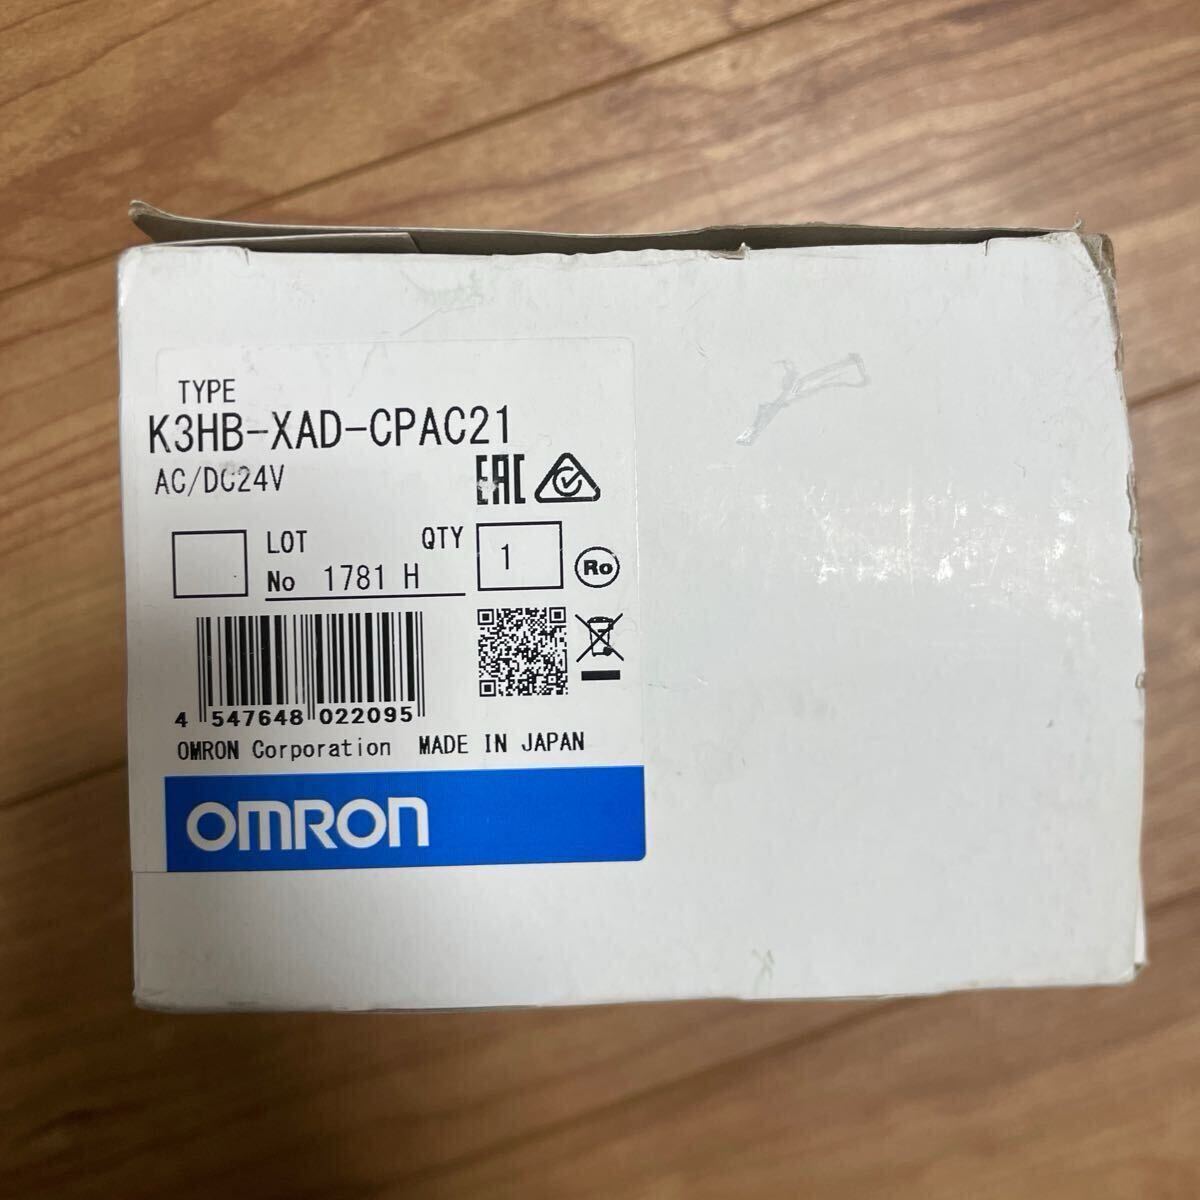 TYPE
K3HB-XAD-CPAC21
AC/DC24V
EAC
LOT QTY
No 1781 H 1
Ro
4 547648 022095
OMRON Corporation MADE IN JAPAN
OMRON